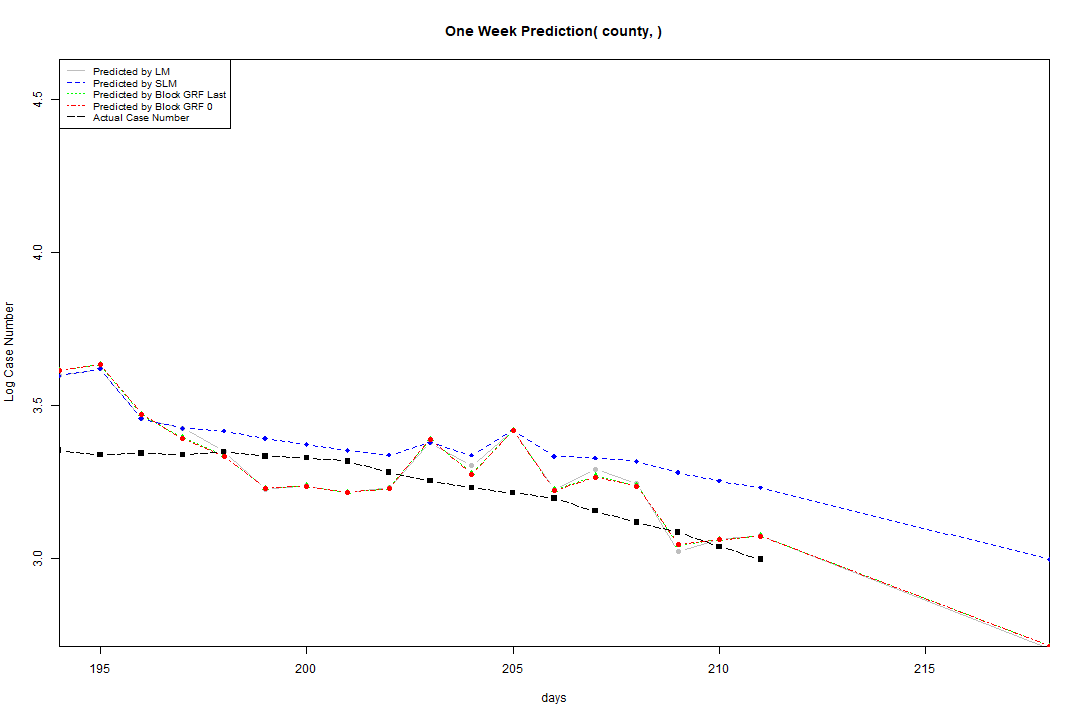 One Week Prediction( county, )
Predicted by LM
Predicted by SLM
Predicted by Block GRF Last
Predicted by Block GRF 0
Actual Case Number
4.5
4.0
3.5
3.0
Log Case Number
195 200 205 210 215
days